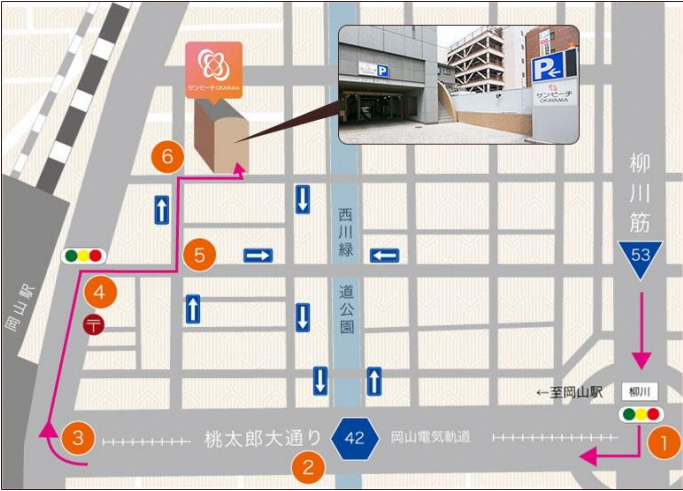 サンピーチOKAYAMA
P
サンピーチ
OKAYAMA
6
柳川筋
53
西川緑
道公園
5
4
岡山駅
〒
←至岡山駅
柳川
3
桃太郎大通り
42
岡山電気軌道
1
2